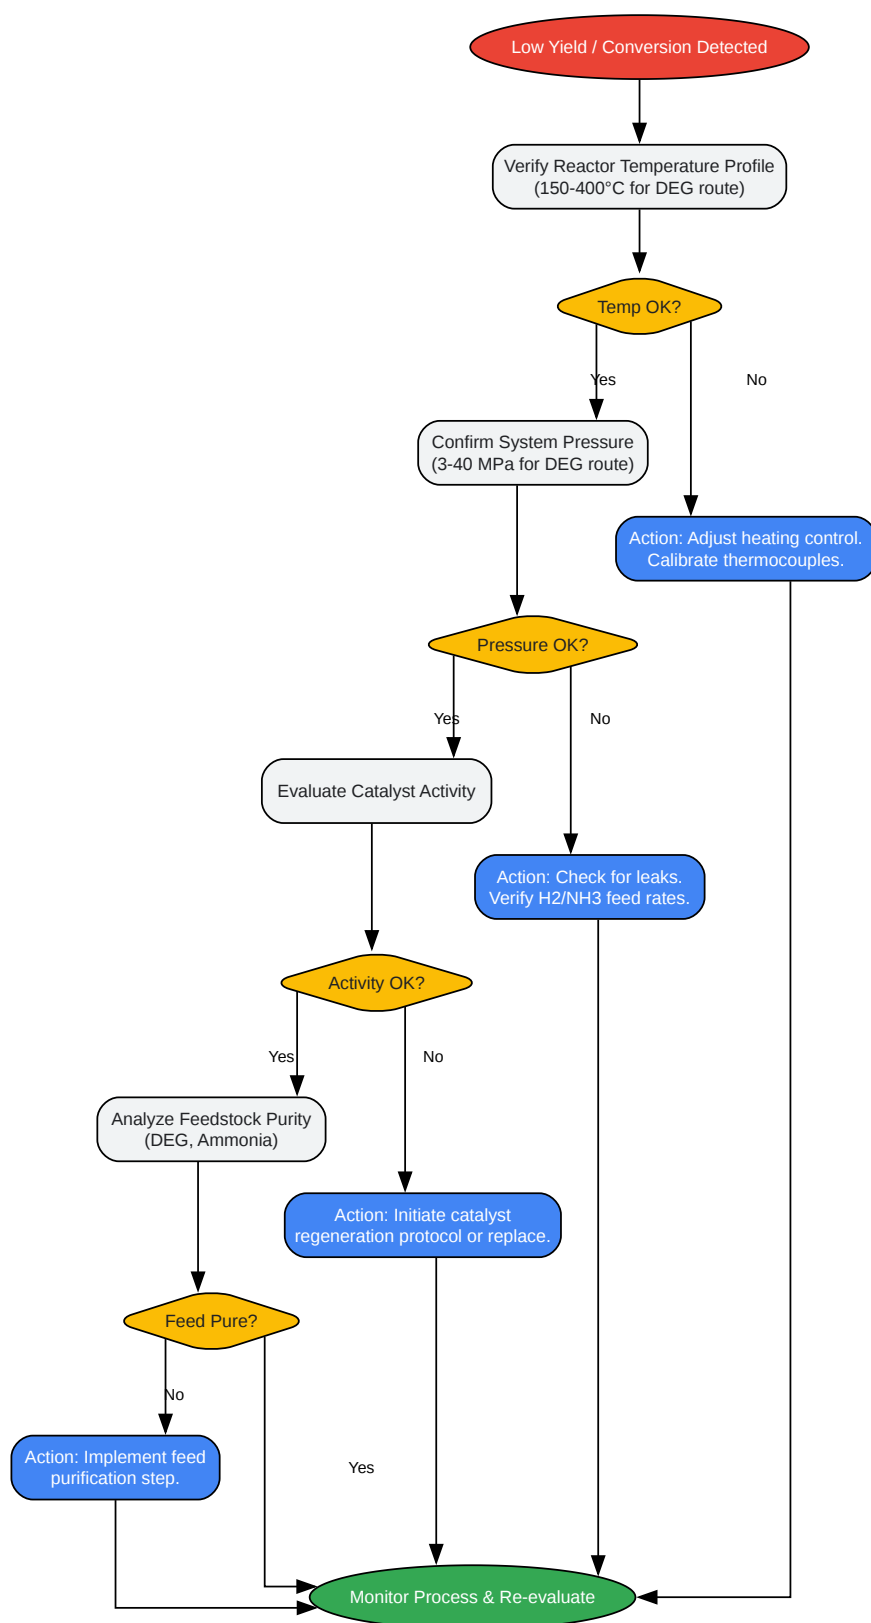 Low Yield / Conversion Detected
Verify Reactor Temperature Profile
(150-400°C for DEG route)
Temp OK?
Yes
No
Confirm System Pressure
(3-40 MPa for DEG route)
Action: Adjust heating control.
Calibrate thermocouples.
Pressure OK?
Yes
No
Evaluate Catalyst Activity
Action: Check for leaks.
Verify H2/NH3 feed rates.
Activity OK?
Yes
No
Analyze Feedstock Purity
(DEG, Ammonia)
Action: Initiate catalyst
regeneration protocol or replace.
Feed Pure?
No
Yes
Action: Implement feed
purification step.
Monitor Process & Re-evaluate